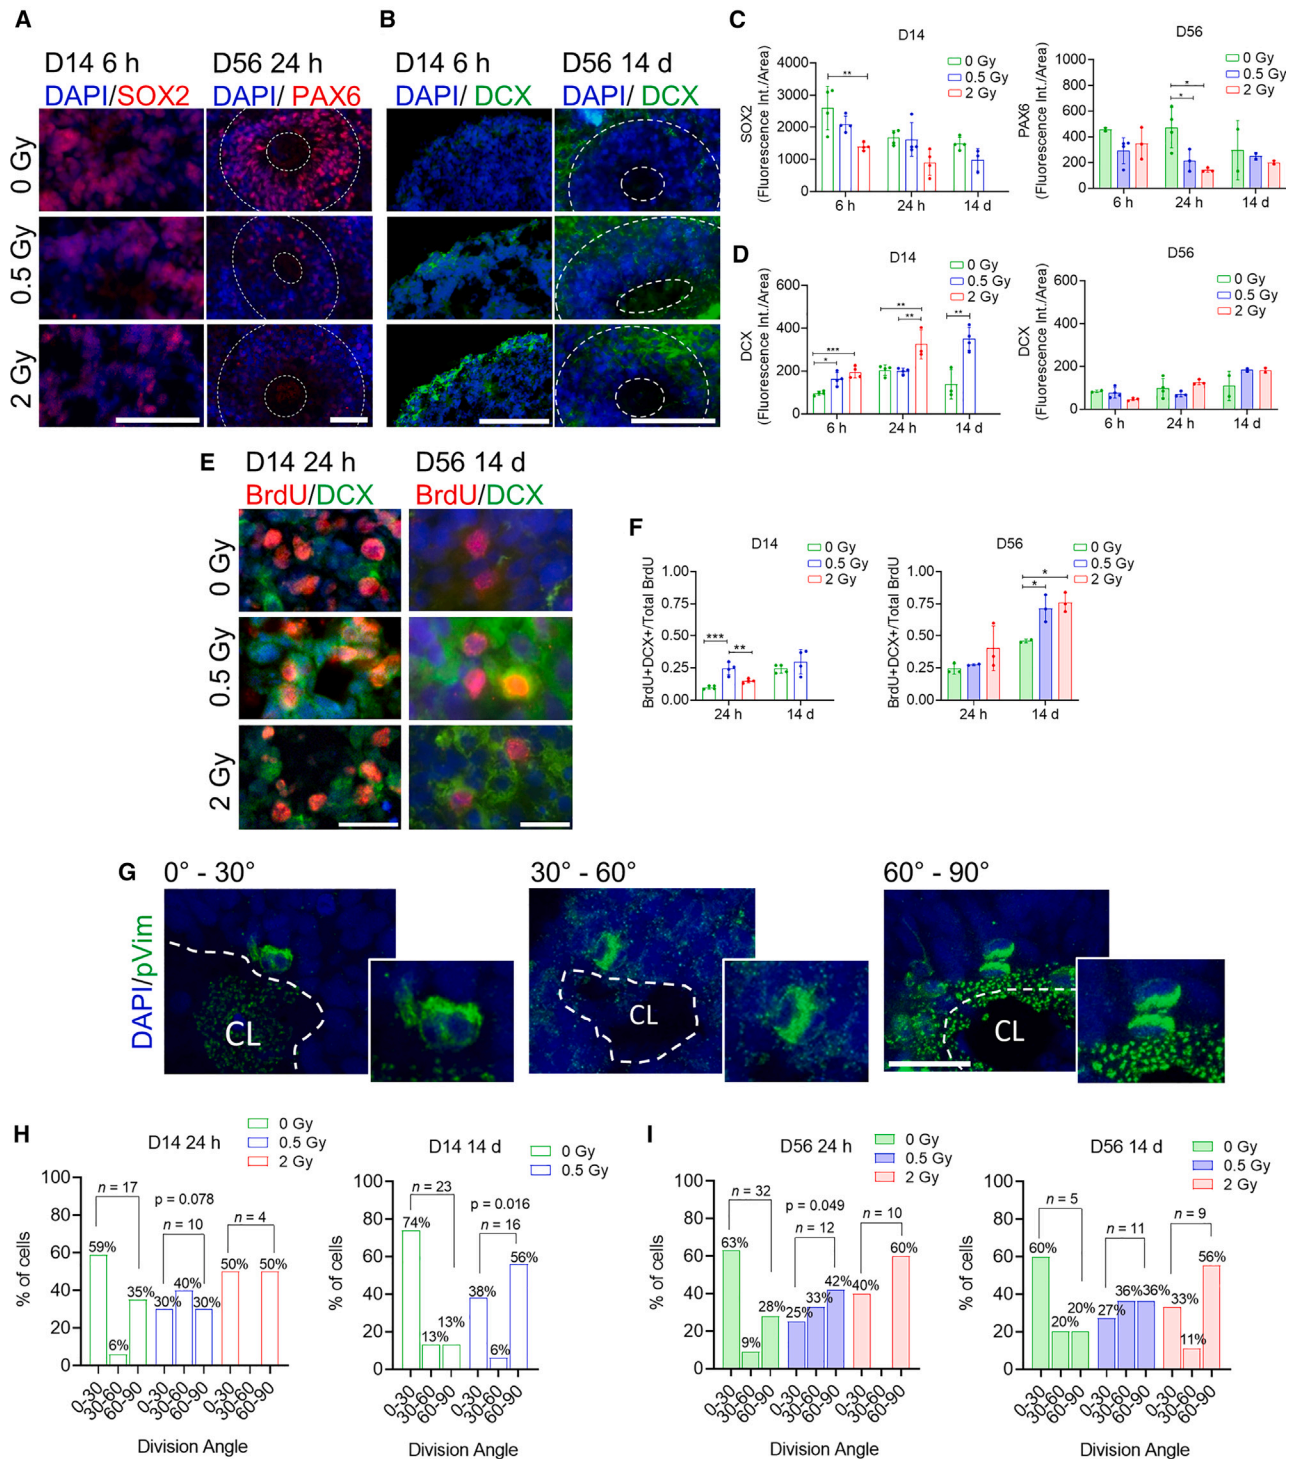 A
D14 6 h
DAPI/SOX2
D56 24 h
DAPI/ PAX6
0 Gy
0.5 Gy
2 Gy
B
D14 6 h
DAPI/ DCX
D56 14 d
DAPI/ DCX
C
D14
SOX2
(Fluorescence Int./Area)
4000
3000
2000
1000
0
**
0 Gy
0.5 Gy
2 Gy
6 h
24 h
14 d
D56
PAX6
(Fluorescence Int./Area)
1000
800
600
400
200
0
*
*
0 Gy
0.5 Gy
2 Gy
6 h
24 h
14 d
D
D14
DCX
(Fluorescence Int./Area)
600
400
200
0
***
*
**
**
**
0 Gy
0.5 Gy
2 Gy
6 h
24 h
14 d
D56
DCX
(Fluorescence Int./Area)
600
400
200
0
0 Gy
0.5 Gy
2 Gy
6 h
24 h
14 d
E
D14 24 h
BrdU/DCX
D56 14 d
BrdU/DCX
0 Gy
0.5 Gy
2 Gy
F
D14
BrdU+DCX+/Total BrdU
1.00
0.75
0.50
0.25
0.00
***
**
0 Gy
0.5 Gy
2 Gy
24 h
14 d
D56
BrdU+DCX+/Total BrdU
1.00
0.75
0.50
0.25
0.00
*
*
0 Gy
0.5 Gy
2 Gy
24 h
14 d
G
DAPI/pVim
0° - 30°
CL
30° - 60°
CL
60° - 90°
CL
H
D14 24 h
0 Gy
0.5 Gy
2 Gy
% of cells
100
80
60
40
20
0
n = 17
p = 0.078
n = 10
n = 4
59%
6%
35%
30%
40%
30%
50%
50%
0-30
30-60
60-90
0-30
30-60
60-90
0-30
30-60
60-90
Division Angle
D14 14 d
0 Gy
0.5 Gy
% of cells
100
80
60
40
20
0
n = 23
p = 0.016
n = 16
74%
13%
13%
38%
6%
56%
0-30
30-60
60-90
0-30
30-60
60-90
Division Angle
I
D56 24 h
0 Gy
0.5 Gy
2 Gy
% of cells
100
80
60
40
20
0
n = 32
p = 0.049
n = 12
n = 10
63%
9%
28%
25%
33%
42%
40%
60%
0-30
30-60
60-90
0-30
30-60
60-90
0-30
30-60
60-90
Division Angle
D56 14 d
0 Gy
0.5 Gy
2 Gy
% of cells
100
80
60
40
20
0
n = 5
n = 11
n = 9
60%
20%
20%
27%
36%
36%
33%
11%
56%
0-30
30-60
60-90
0-30
30-60
60-90
0-30
30-60
60-90
Division Angle